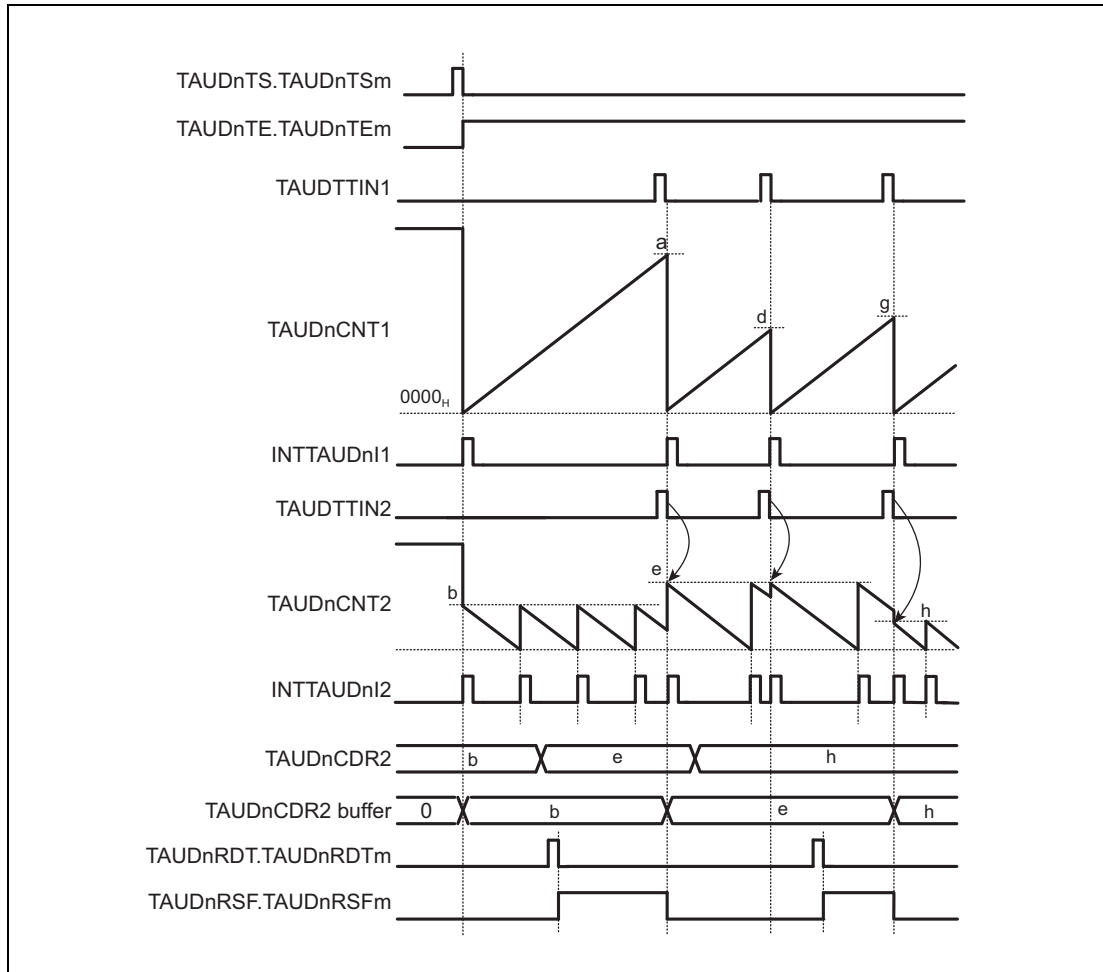 TAUDnTS.TAUDnTSm
TAUDnTE.TAUDnTEm
TAUDTTIN1
a
d
g
TAUDnCNT1
0000H
INTTAUDnI1
TAUDTTIN2
e
b
TAUDnCNT2
h
INTTAUDnI2
TAUDnCDR2
b
e
h
TAUDnCDR2 buffer
0
b
e
h
TAUDnRDT.TAUDnRDTm
TAUDnRSF.TAUDnRSFm